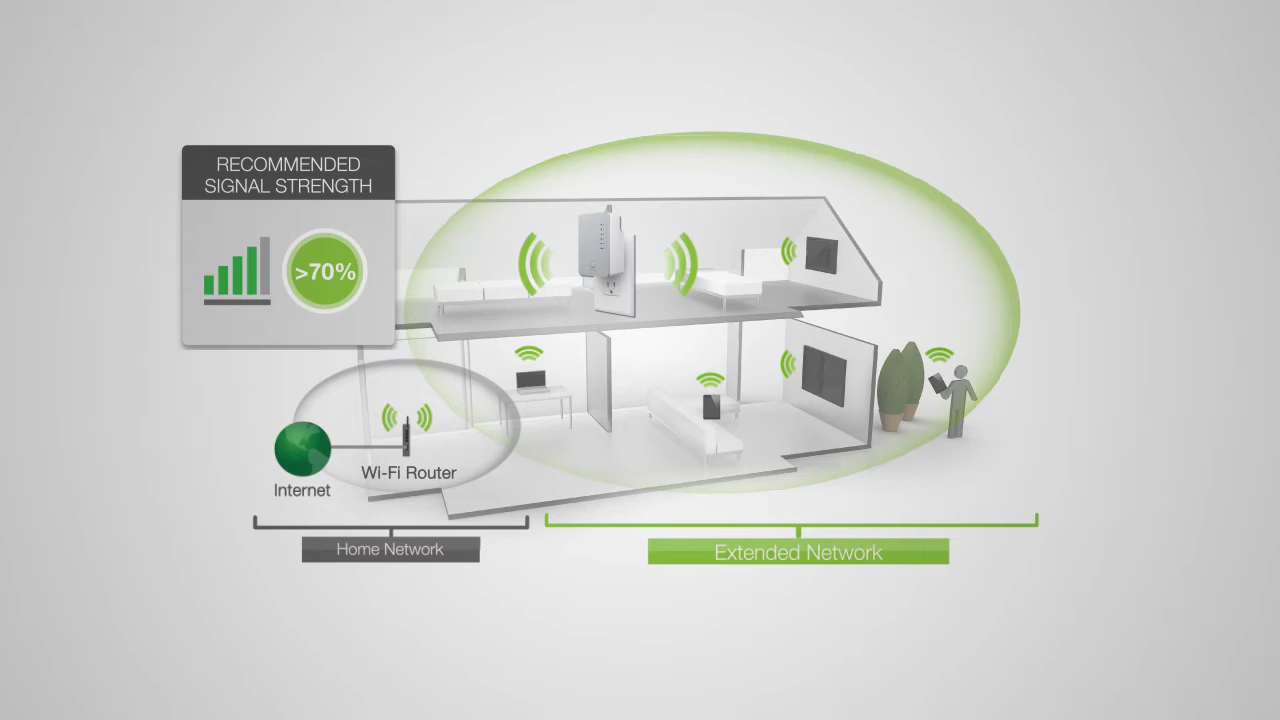 RECOMMENDED
SIGNAL STRENGTH
>70%
Wi-Fi Router
Internet
Home Network
Extended Network